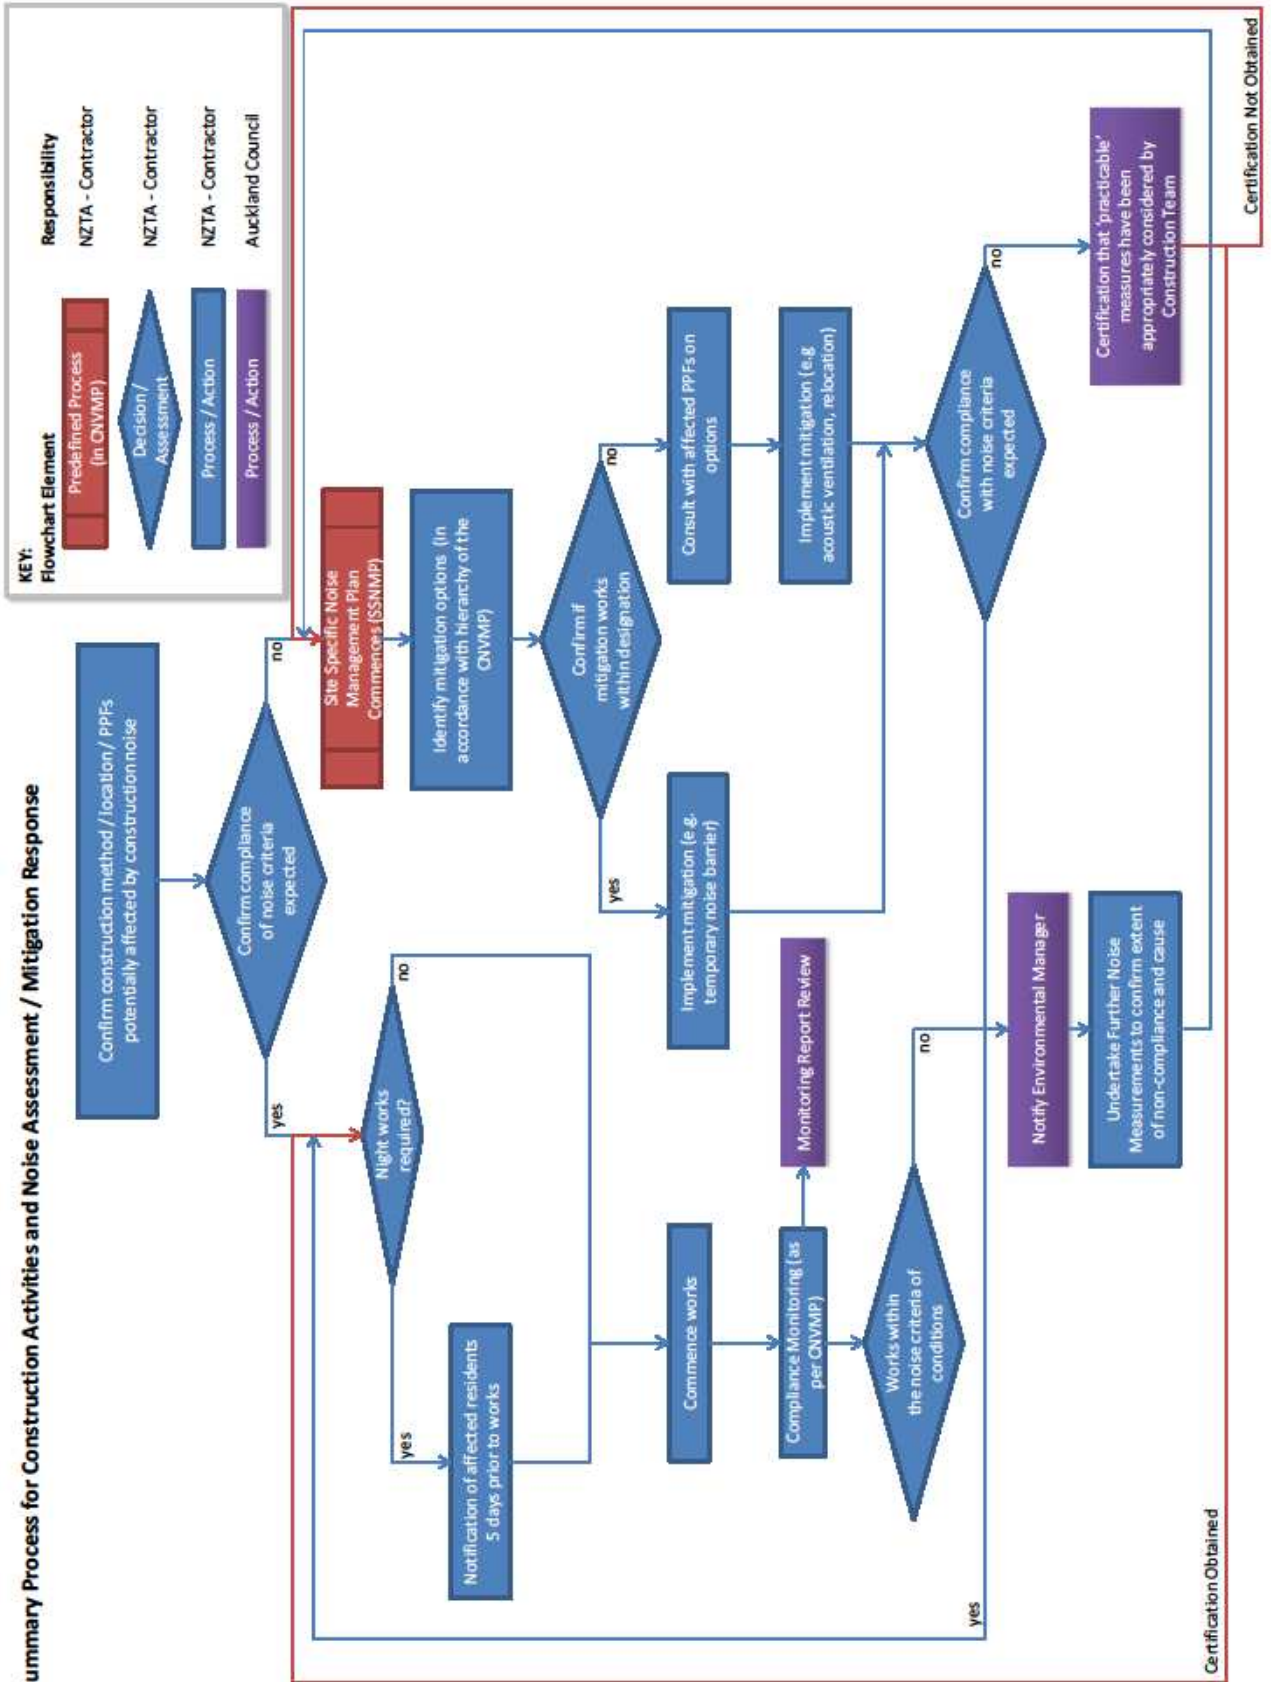 ummary Process for Construction Activities and Noise Assessment / Mitigation Response
KEY:
Flowchart Element
Responsibility
Predefined Process
(in CNVMP)
NZTA - Contractor
Decision /
Assessment
NZTA - Contractor
Process / Action
NZTA - Contractor
Process / Action
Auckland Council
Confirm construction method / location / PPFs
potentially affected by construction noise
Confirm compliance
of noise criteria
expected
yes
no
Night works
required?
yes
no
Notification of affected residents
5 days prior to works
Commence works
Compliance Monitoring (as
per CNVMP)
Monitoring Report Review
Works within
the noise criteria of
conditions
no
Notify Environmental Manager
Undertake Further Noise
Measurements to confirm extent
of non-compliance and cause
Site Specific Noise
Management Plan
Commences (SSNMP)
Identify mitigation options (in
accordance with hierarchy of the
CNVMP)
Confirm if
mitigation works
within designation
yes
no
Implement mitigation (e.g.
temporary noise barrier)
Consult with affected PPFs on
options
Implement mitigation (e.g
acoustic ventilation, relocation)
Confirm compliance
with noise criteria
expected
yes
no
Certification that 'practicable'
measures have been
appropriately considered by
Construction Team
Certification Obtained
Certification Not Obtained